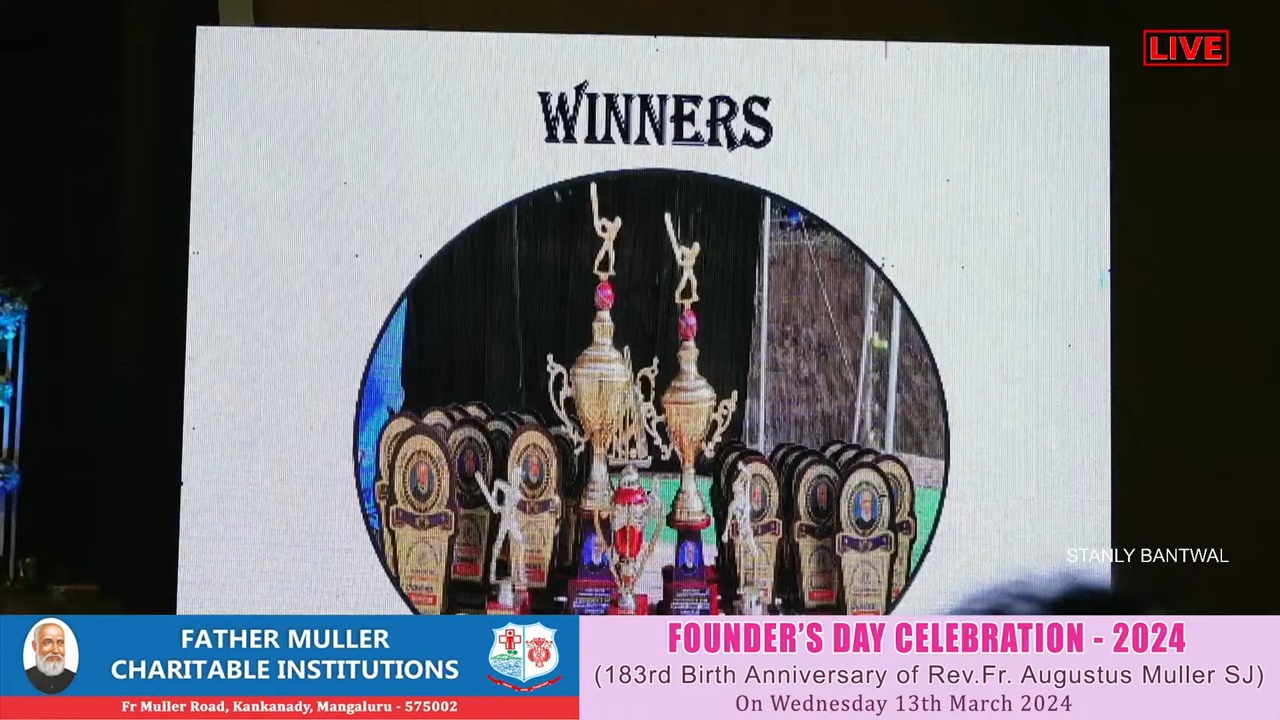 LIVE
WINNERS
STANLY BANTWAL
FATHER MULLER
CHARITABLE INSTITUTIONS
Fr Muller Road, Kankanady, Mangaluru - 575002
FOUNDER'S DAY CELEBRATION - 2024
(183rd Birth Anniversary of Rev.Fr. Augustus Muller SJ)
On Wednesday 13th March 2024